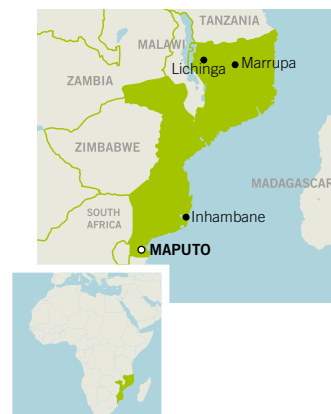 TANZANIA
MALAWI
Marrupa
Lichinga
ZAMBIA
ZIMBABWE
MADAGASCAR
SOUTH
AFRICA
Inhambane
MAPUTO